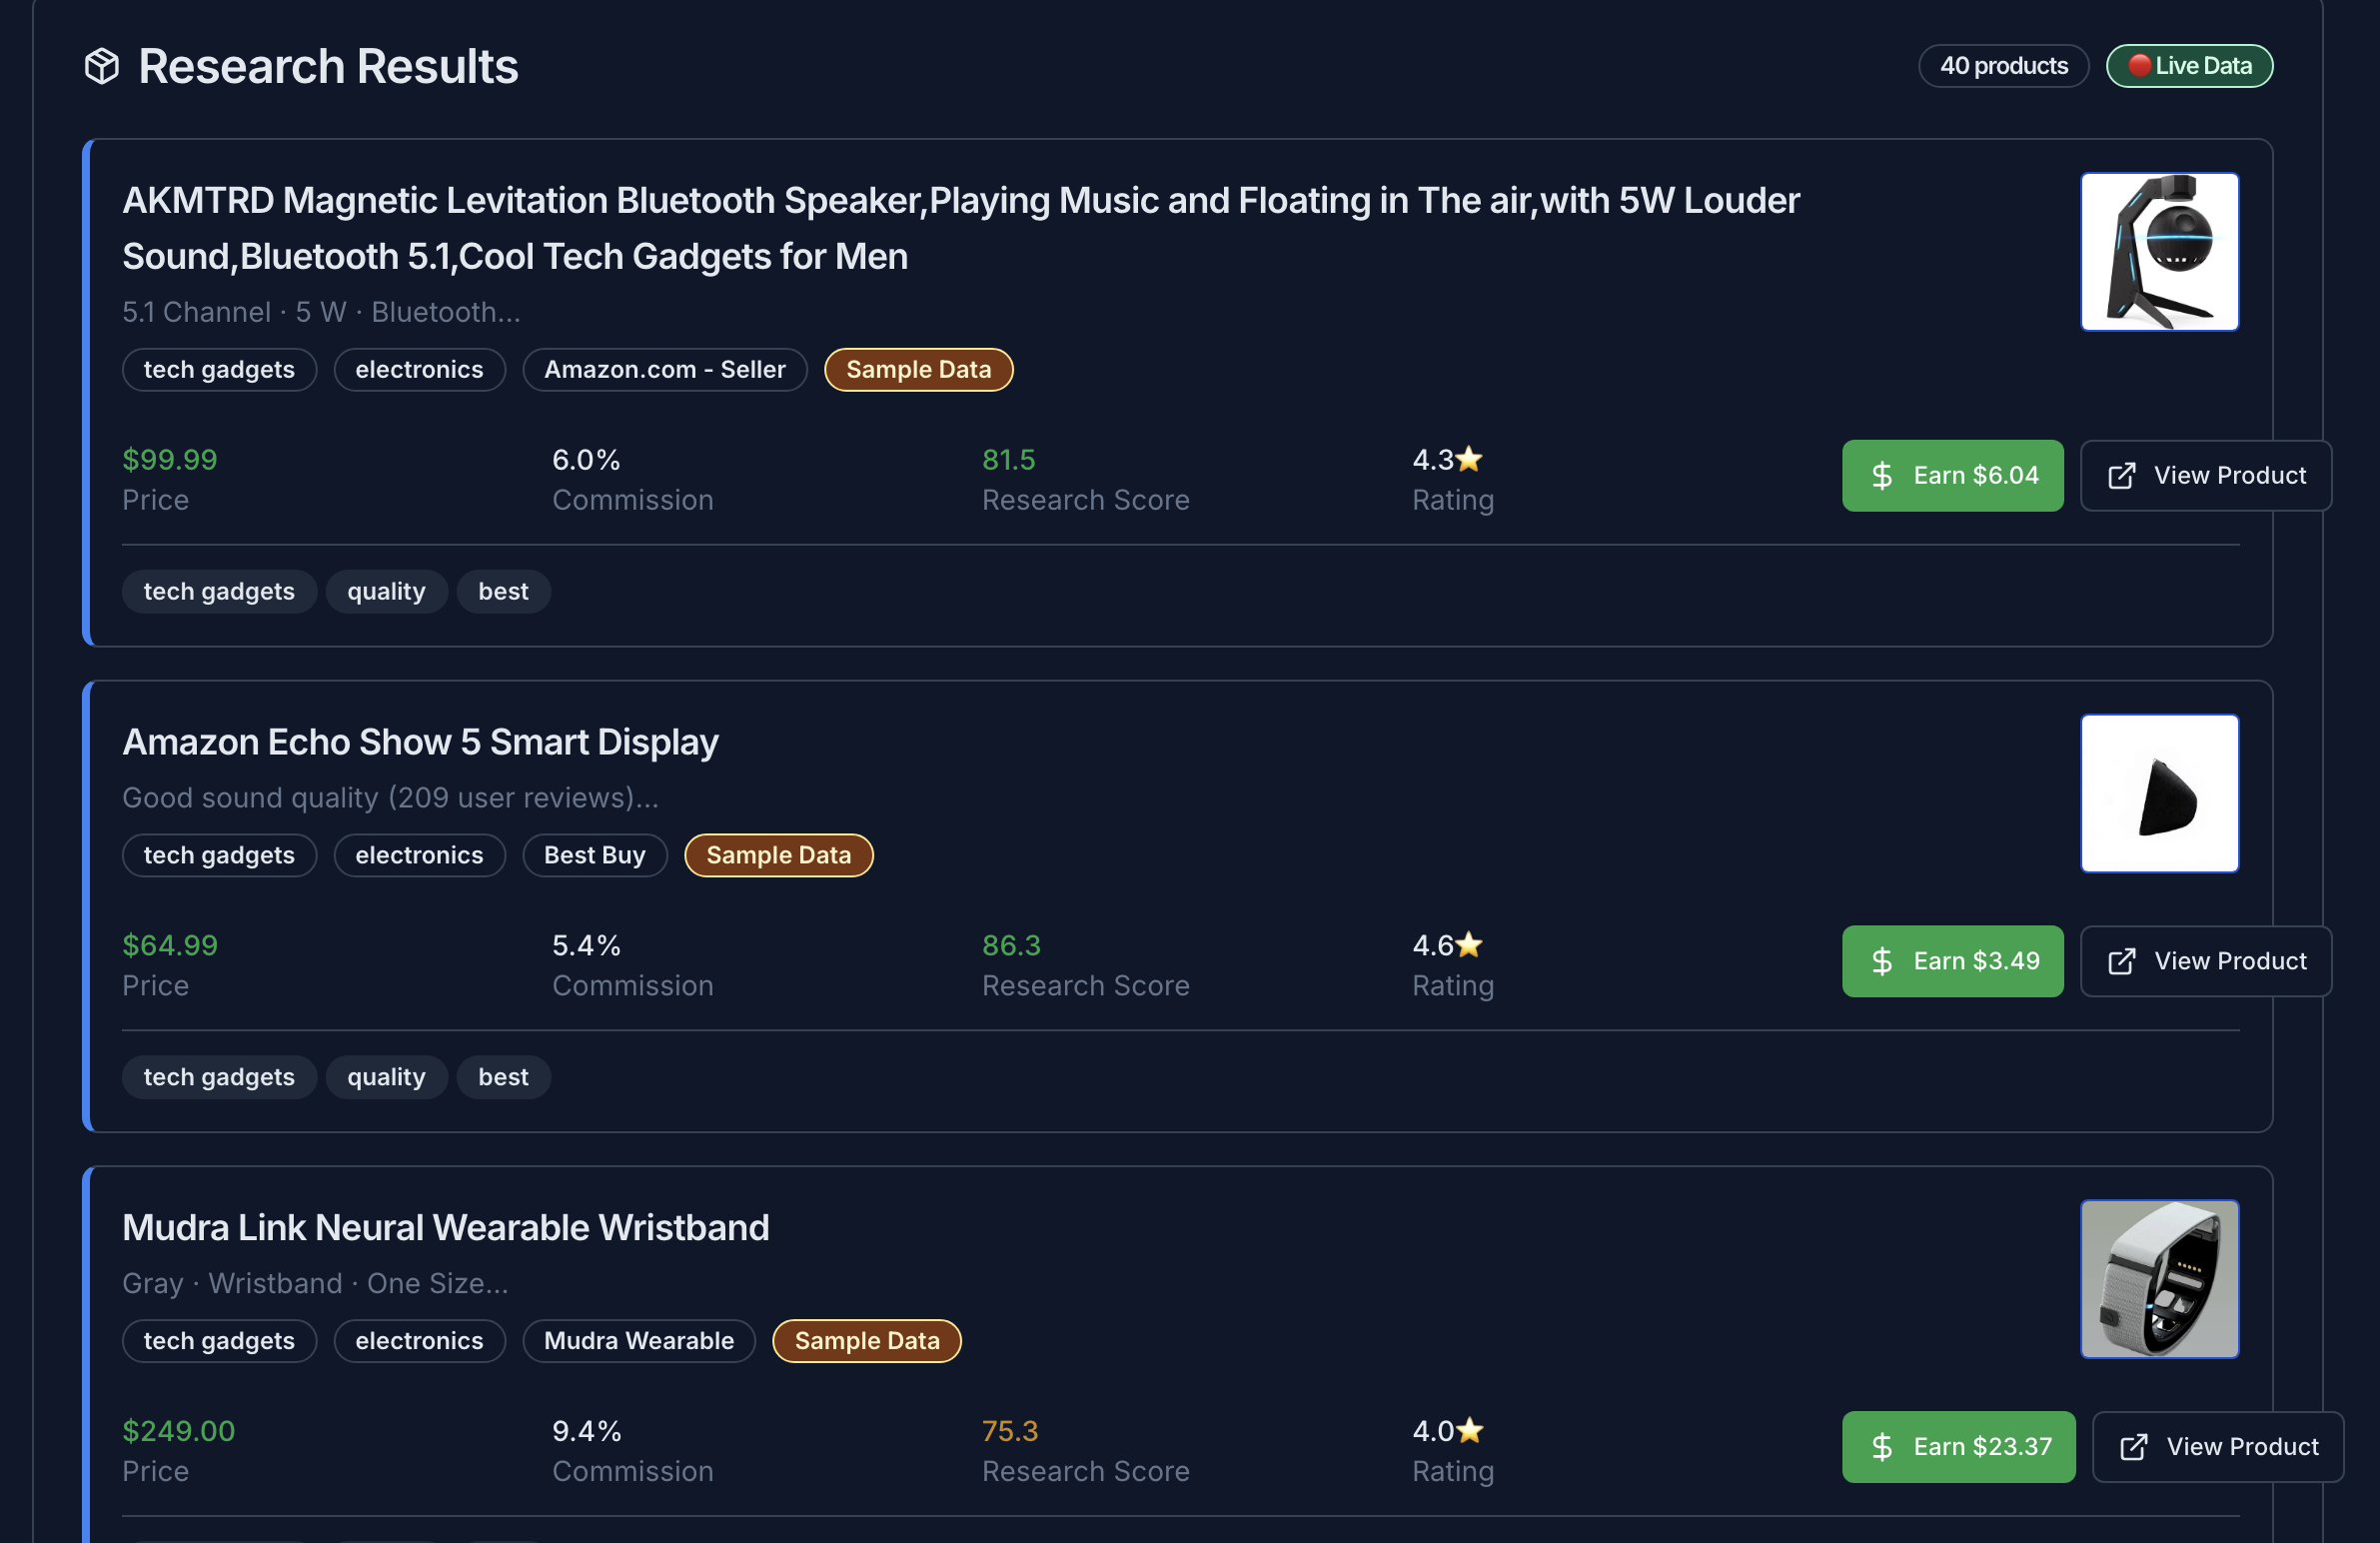 Research Results
40 products
Live Data
AKMTRD Magnetic Levitation Bluetooth Speaker,Playing Music and Floating in The air,with 5W Louder
Sound,Bluetooth 5.1,Cool Tech Gadgets for Men
5.1 Channel · 5 W · Bluetooth...
tech gadgets electronics Amazon.com - Seller Sample Data
$99.99 6.0% 81.5 4.3⭐ $ Earn $6.04 View Product
Price Commission Research Score Rating
tech gadgets quality best
Amazon Echo Show 5 Smart Display
Good sound quality (209 user reviews)...
tech gadgets electronics Best Buy Sample Data
$64.99 5.4% 86.3 4.6⭐ $ Earn $3.49 View Product
Price Commission Research Score Rating
tech gadgets quality best
Mudra Link Neural Wearable Wristband
Gray · Wristband · One Size...
tech gadgets electronics Mudra Wearable Sample Data
$249.00 9.4% 75.3 4.0⭐ $ Earn $23.37 View Product
Price Commission Research Score Rating